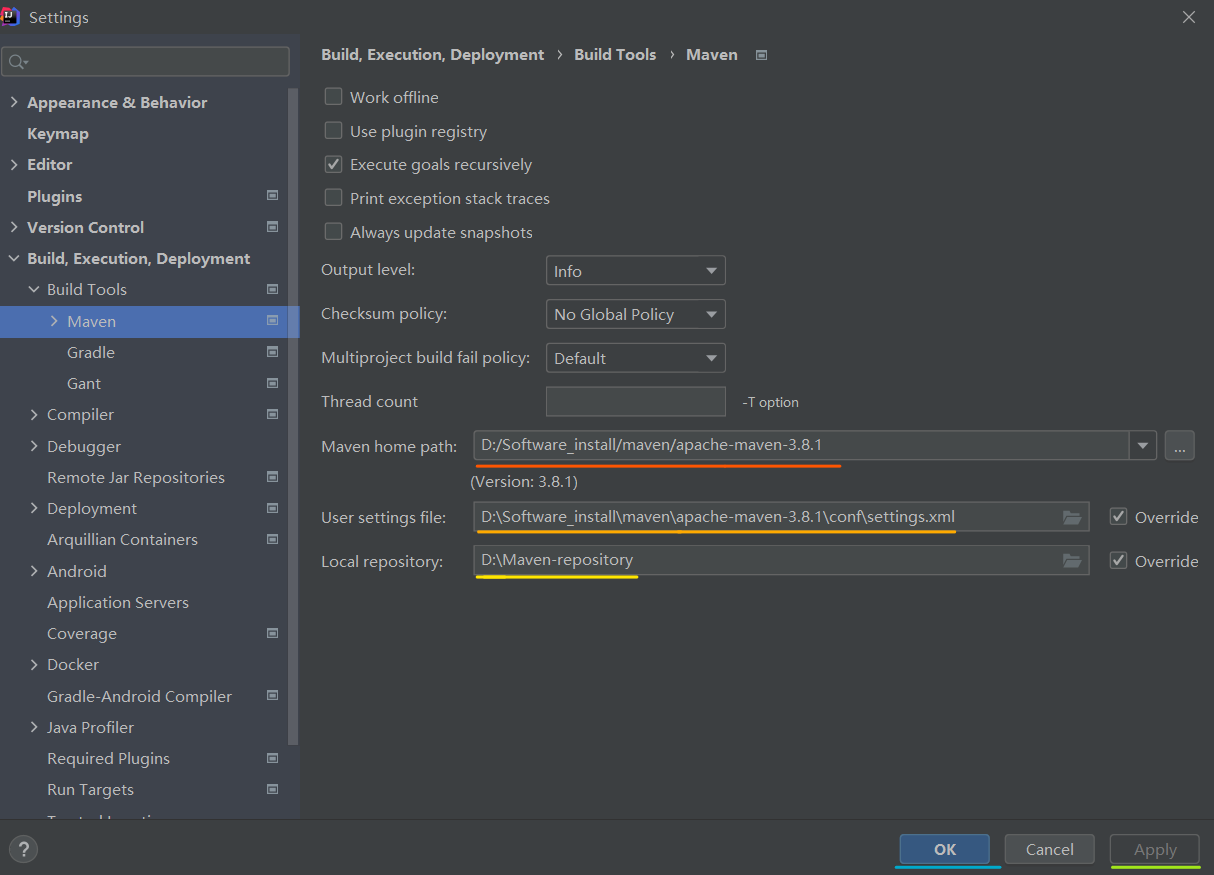 Settings
Build, Execution, Deployment › Build Tools › Maven
Appearance & Behavior
Keymap
Editor
Plugins
Version Control
Build, Execution, Deployment
Build Tools
Maven
Gradle
Gant
Compiler
Debugger
Remote Jar Repositories
Deployment
Arquillian Containers
Android
Application Servers
Coverage
Docker
Gradle-Android Compiler
Java Profiler
Required Plugins
Run Targets
Work offline
Use plugin registry
Execute goals recursively
Print exception stack traces
Always update snapshots
Output level: Info
Checksum policy: No Global Policy
Multiproject build fail policy: Default
Thread count -T option
Maven home path: D:/Software_install/maven/apache-maven-3.8.1 ...
(Version: 3.8.1)
User settings file: D:\Software_install\maven\apache-maven-3.8.1\conf\settings.xml Override
Local repository: D:\Maven-repository Override
? OK Cancel Apply